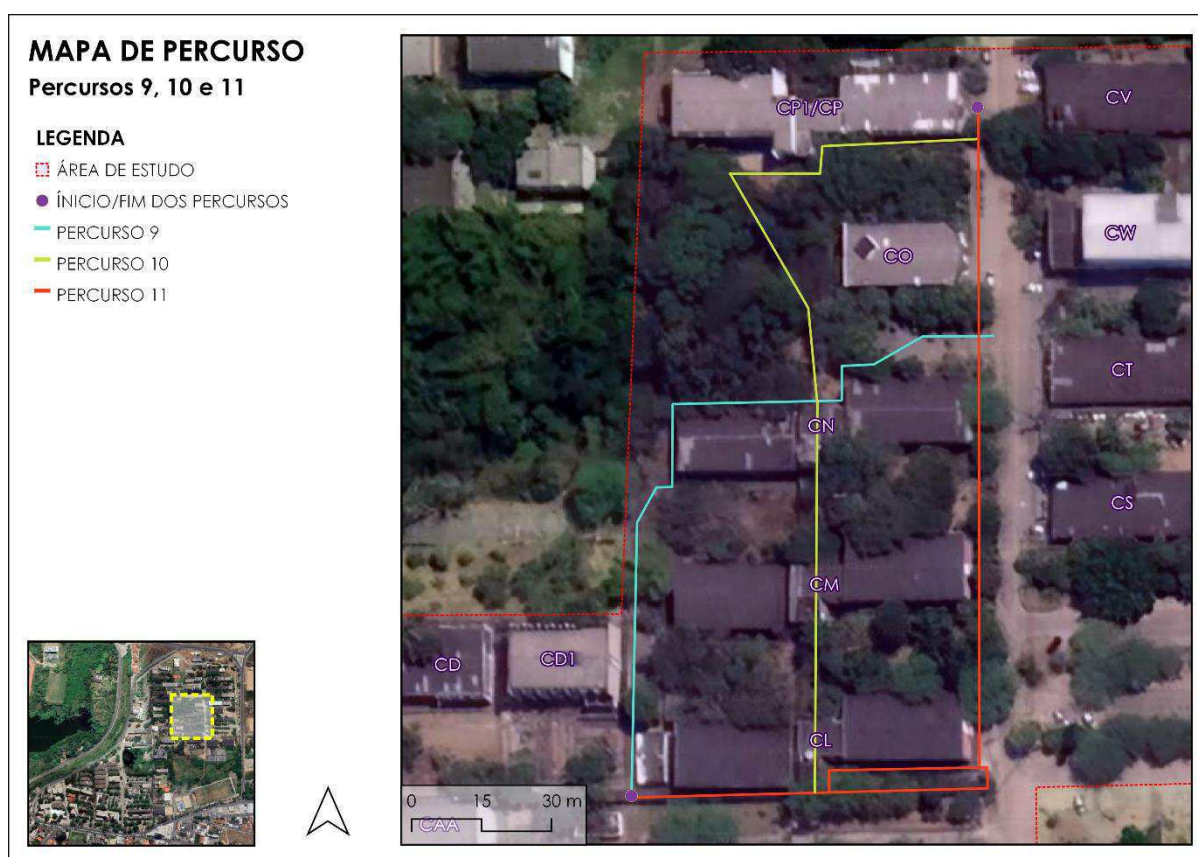 MAPA DE PERCURSO
Percursos 9, 10 e 11
LEGENDA
ÁREA DE ESTUDO
ÍNICIO/FIM DOS PERCURSOS
PERCURSO 9
PERCURSO 10
PERCURSO 11
CP1/CP
CV
CW
CO
CT
CN
CS
CM
CD
CD1
CL
0 15 30 m
CAA